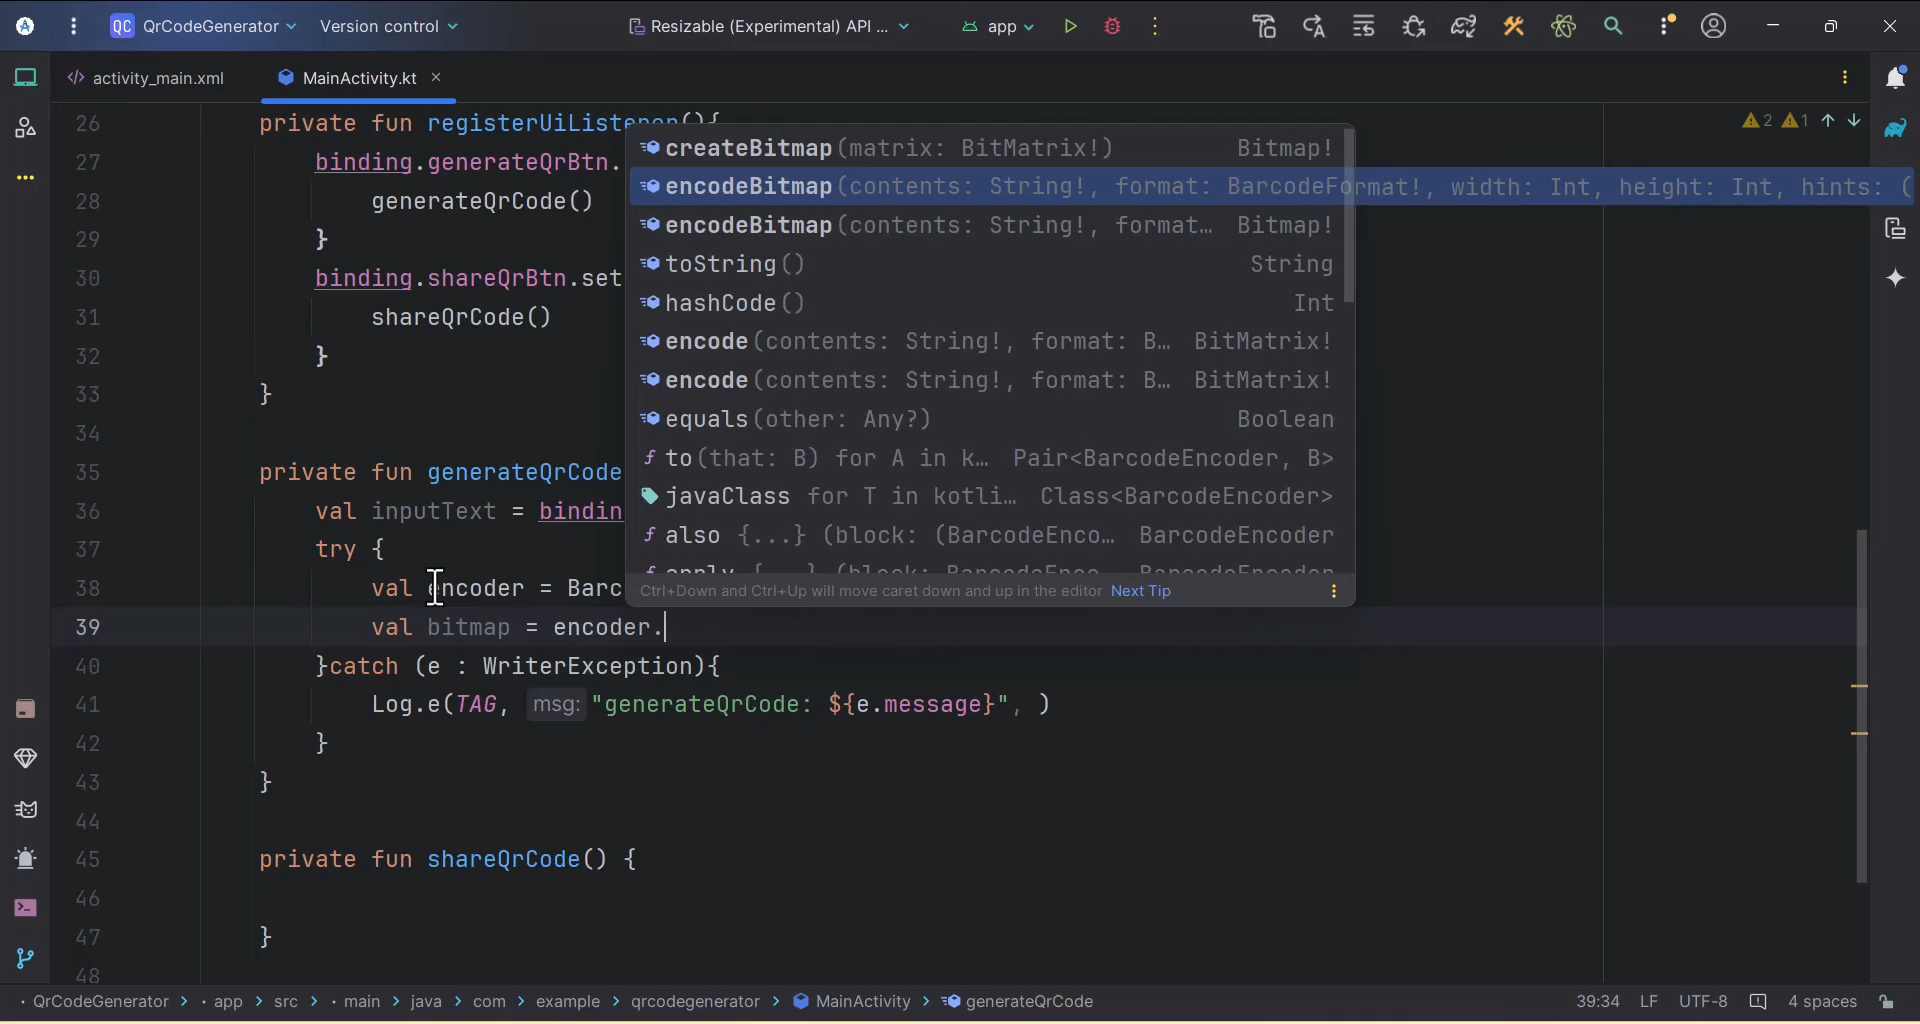 QC QrCodeGenerator Version control Resizable (Experimental) API ... app
activity_main.xml MainActivity.kt
26 private fun registerUiListener(){
27 binding.generateQrBtn.
28 generateQrCode()
29 }
30 binding.shareQrBtn.set
31 shareQrCode()
32 }
33 }
34
35 private fun generateQrCode
36 val inputText = bindin
37 try {
38 val encoder = Barc
39 val bitmap = encoder.
40 }catch (e : WriterException){
41 Log.e(TAG, msg: "generateQrCode: ${e.message}", )
42 }
43 }
44
45 private fun shareQrCode() {
46
47 }
48
2 1
createBitmap(matrix: BitMatrix!) Bitmap!
encodeBitmap(contents: String!, format: BarcodeFormat!, width: Int, height: Int, hints: (
encodeBitmap(contents: String!, format... Bitmap!
toString() String
hashCode() Int
encode(contents: String!, format: B... BitMatrix!
encode(contents: String!, format: B... BitMatrix!
equals(other: Any?) Boolean
to(that: B) for A in k... Pair<BarcodeEncoder, B>
javaClass for T in kotli... Class<BarcodeEncoder>
also {...} (block: (BarcodeEnco... BarcodeEncoder
apply {...} (block: BarcodeEnco... BarcodeEncoder
Ctrl+Down and Ctrl+Up will move caret down and up in the editor Next Tip
QrCodeGenerator > app > src > main > java > com > example > qrcodegenerator > MainActivity > generateQrCode
39:34 LF UTF-8 4 spaces